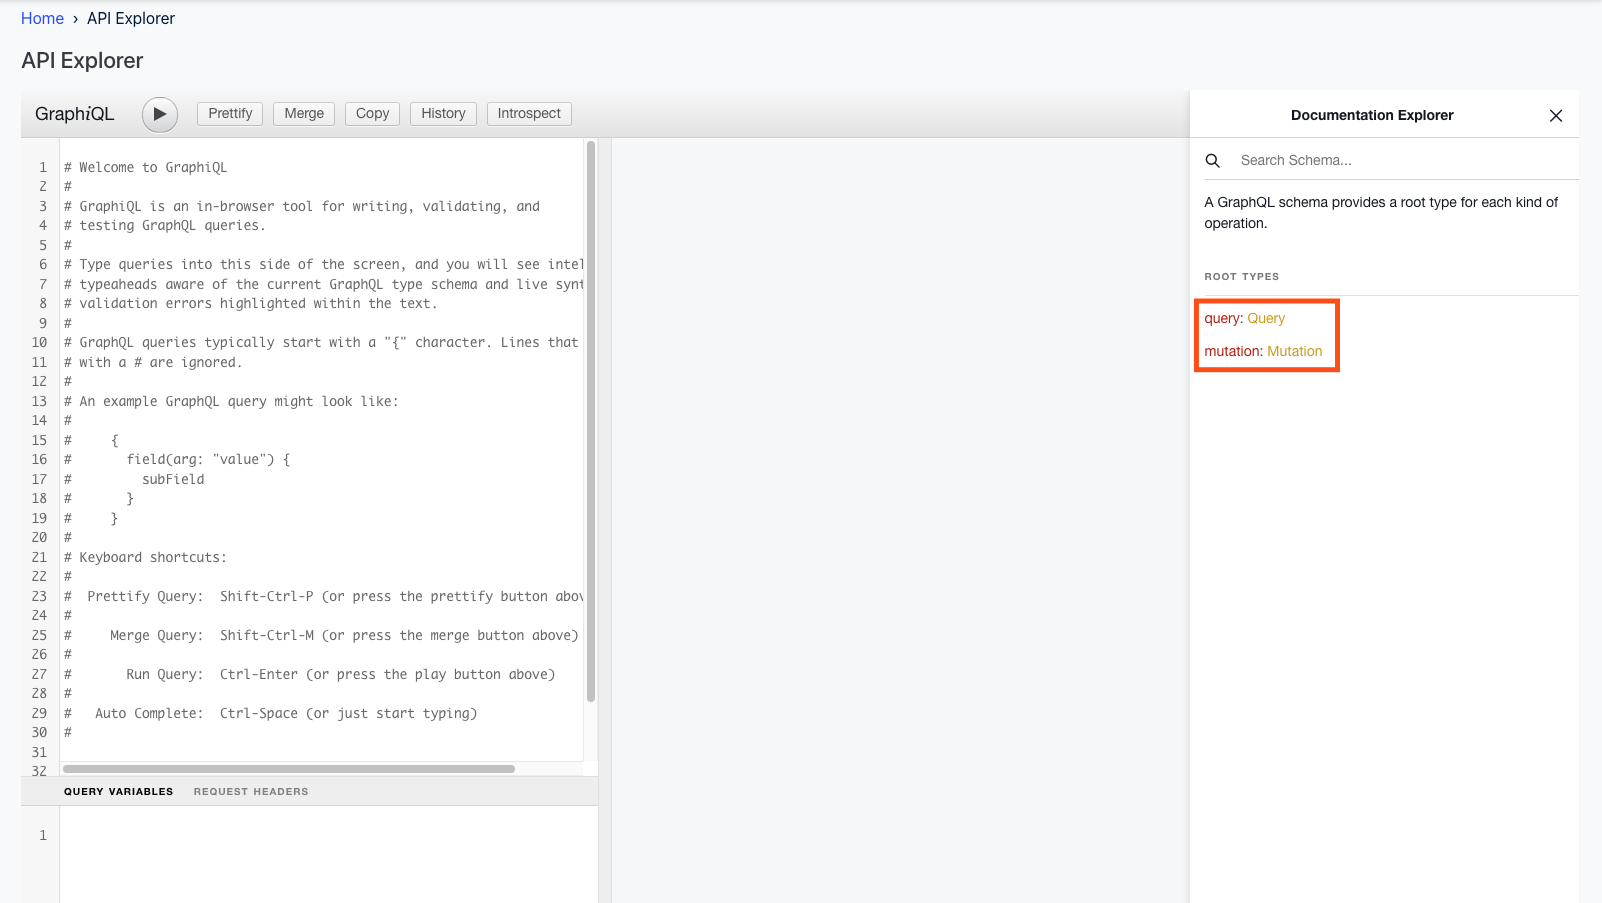 Home › API Explorer
API Explorer
GraphiQL
Prettify
Merge
Copy
History
Introspect
1 # Welcome to GraphiQL
2 #
3 # GraphiQL is an in-browser tool for writing, validating, and
4 # testing GraphQL queries.
5 #
6 # Type queries into this side of the screen, and you will see intel
7 # typeaheads aware of the current GraphQL type schema and live synt
8 # validation errors highlighted within the text.
9 #
10 # GraphQL queries typically start with a "{" character. Lines that
11 # with a # are ignored.
12 #
13 # An example GraphQL query might look like:
14 #
15 #     {
16 #       field(arg: "value") {
17 #         subField
18 #       }
19 #     }
20 #
21 # Keyboard shortcuts:
22 #
23 #  Prettify Query:  Shift-Ctrl-P (or press the prettify button abov
24 #
25 #     Merge Query:  Shift-Ctrl-M (or press the merge button above)
26 #
27 #       Run Query:  Ctrl-Enter (or press the play button above)
28 #
29 #   Auto Complete:  Ctrl-Space (or just start typing)
30 #
31
32
QUERY VARIABLES
REQUEST HEADERS
1
Documentation Explorer
Search Schema...
A GraphQL schema provides a root type for each kind of
operation.
ROOT TYPES
query: Query
mutation: Mutation